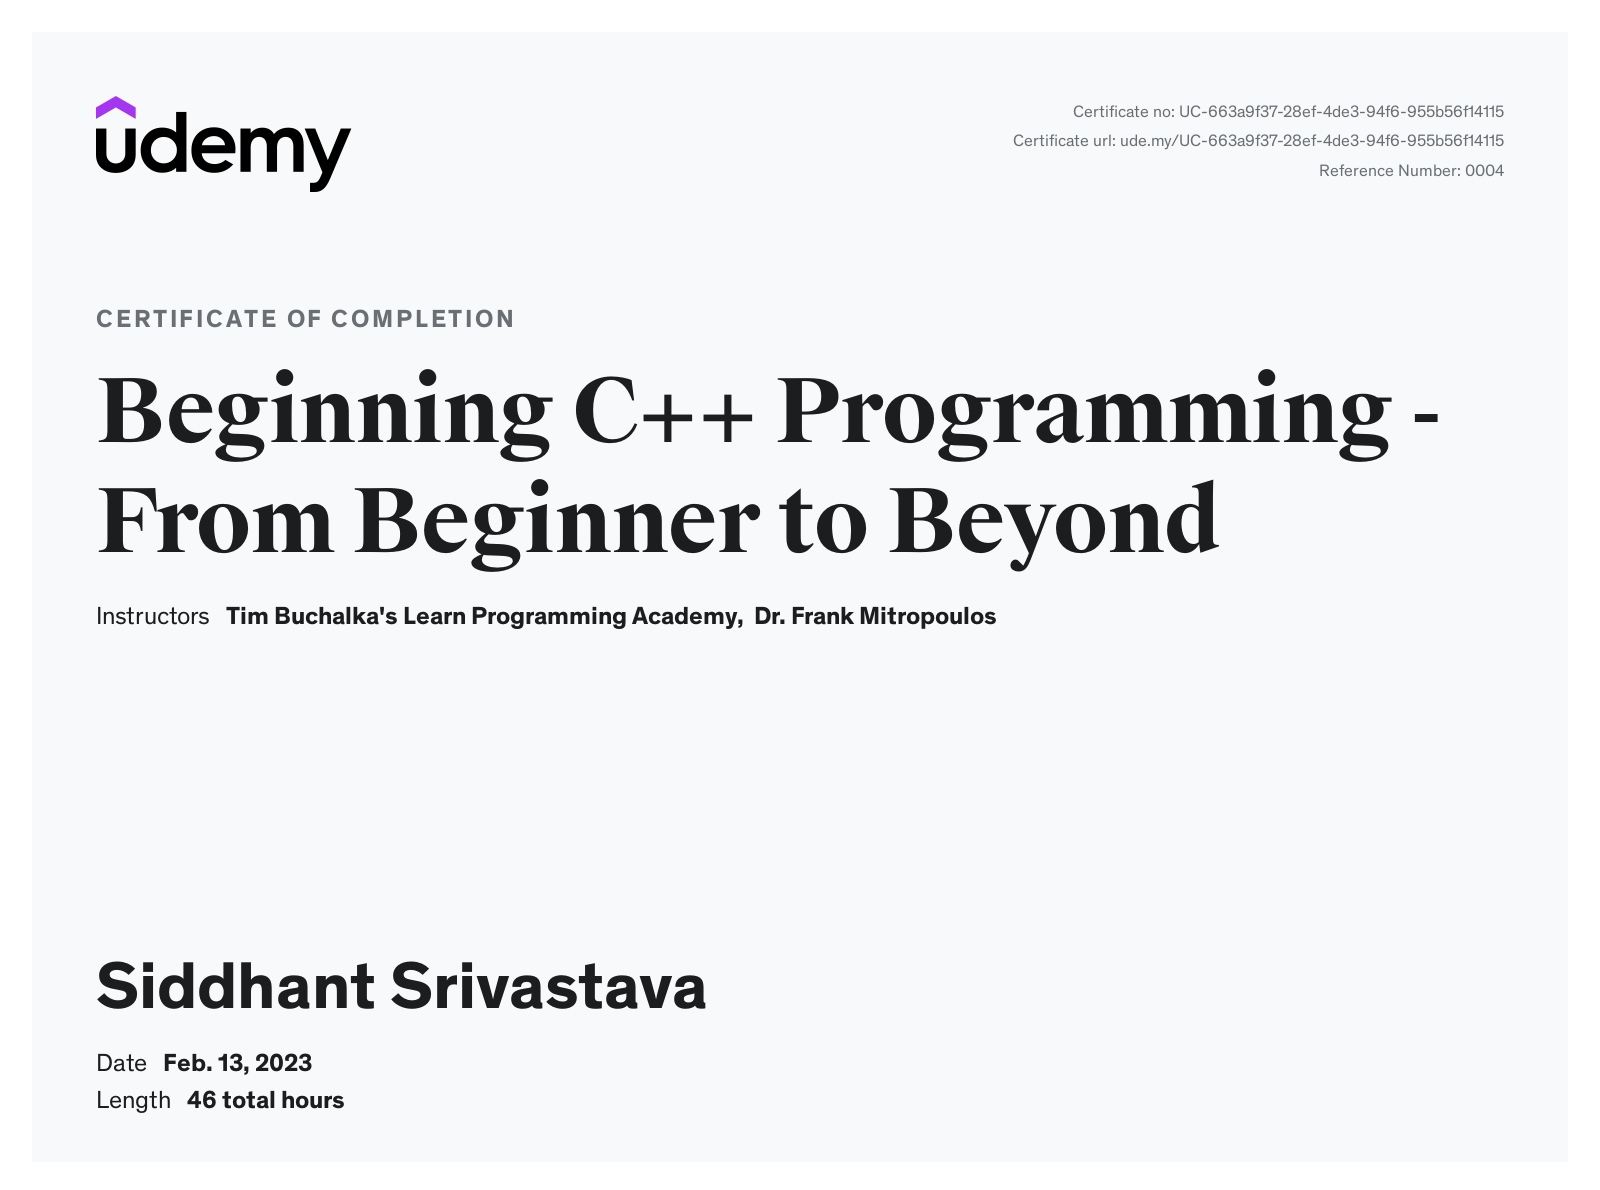 udemy
Certificate no: UC-663a9f37-28ef-4de3-94f6-955b56f14115
Certificate url: ude.my/UC-663a9f37-28ef-4de3-94f6-955b56f14115
Reference Number: 0004
CERTIFICATE OF COMPLETION
Beginning C++ Programming -
From Beginner to Beyond
Instructors Tim Buchalka's Learn Programming Academy, Dr. Frank Mitropoulos
Siddhant Srivastava
Date Feb. 13, 2023
Length 46 total hours